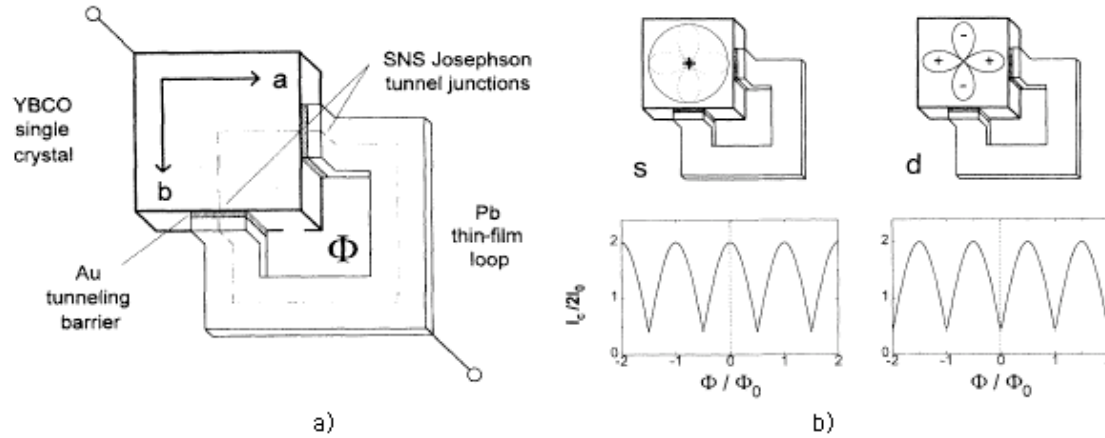 YBCO
single
crystal
a
b
SNS Josephson
tunnel junctions
Φ
Pb
thin-film
loop
Au
tunneling
barrier
a)
+
s
-
+ +
-
d
I_c/2I_0
2
1
0
-2 -1 0 1 2
Φ / Φ_0
2
1
0
-2 -1 0 1
Φ / Φ_0
b)